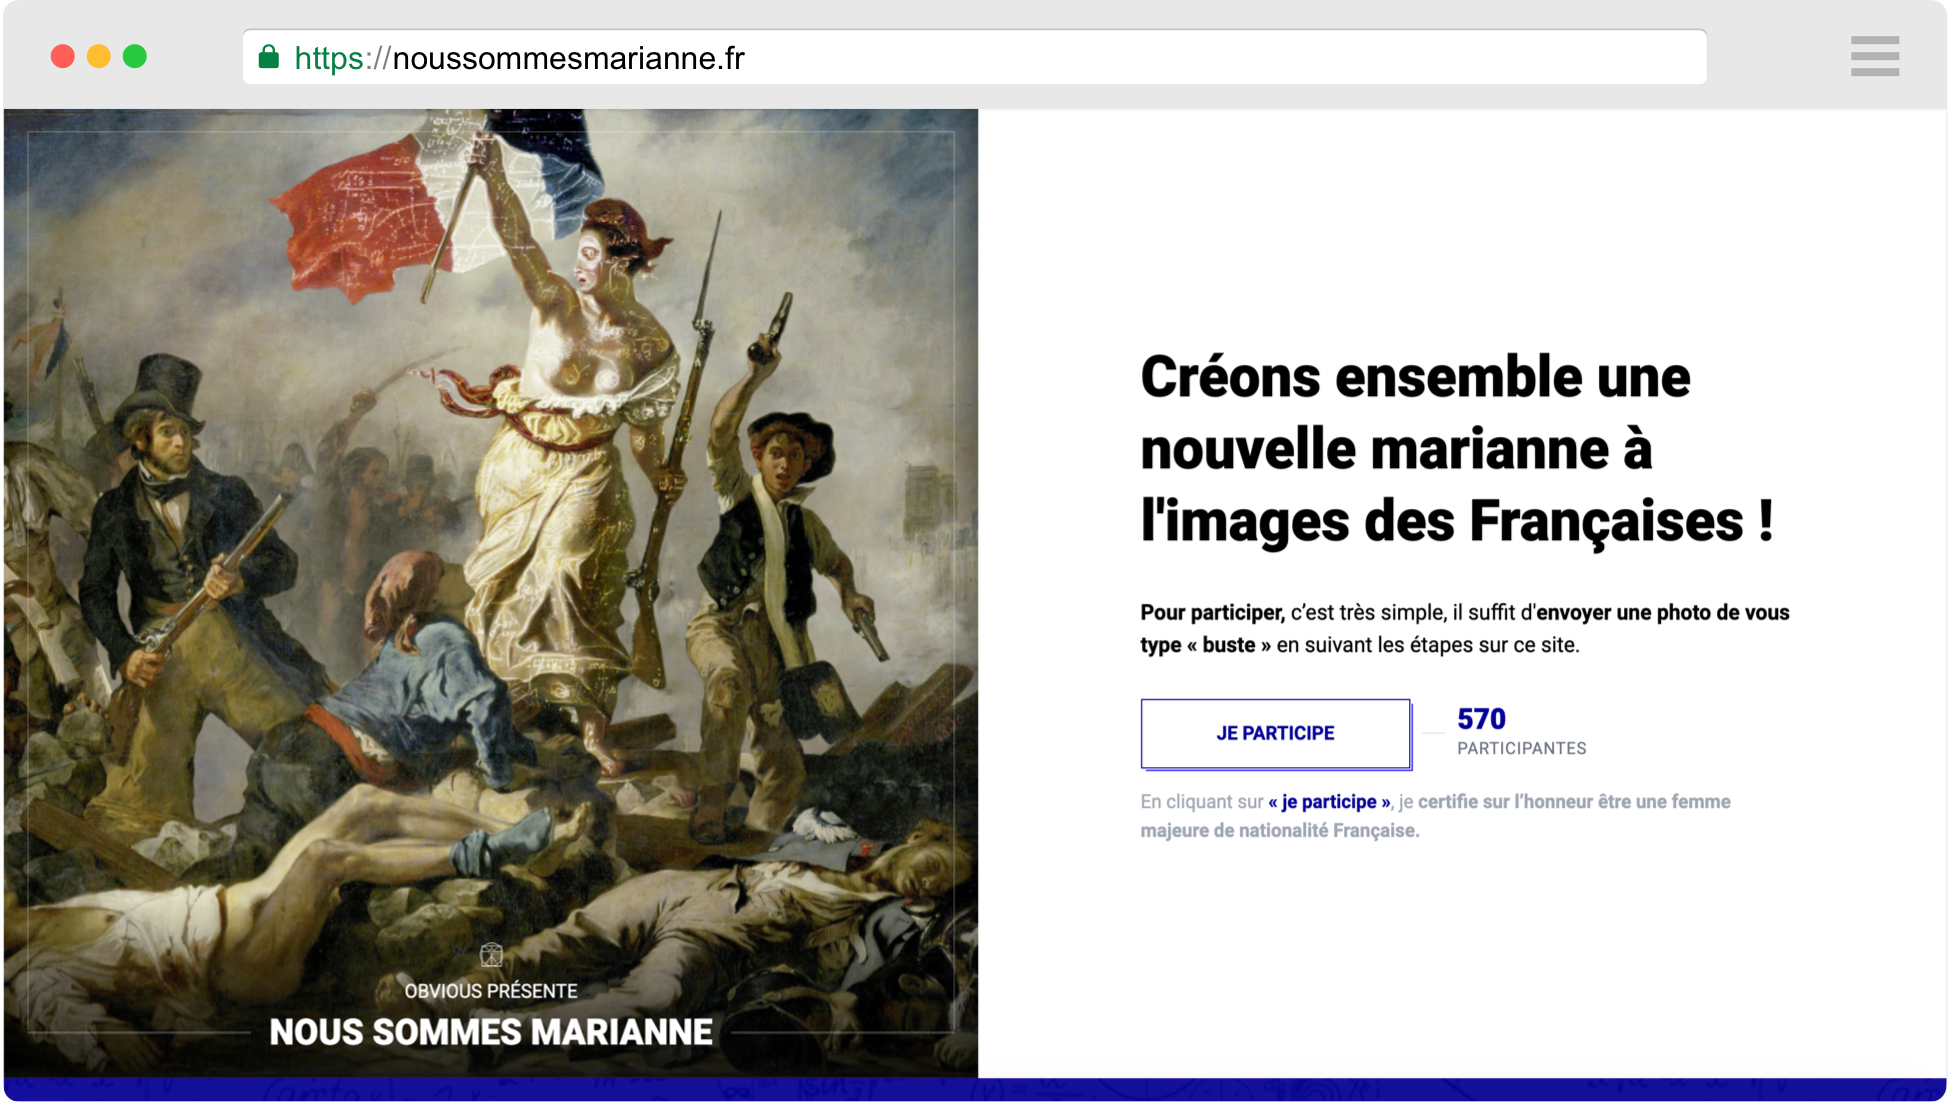 https://noussommesmarianne.fr
OBVIOUS PRÉSENTE
NOUS SOMMES MARIANNE
Créons ensemble une
nouvelle marianne à
l'images des Françaises !
Pour participer, c’est très simple, il suffit d'envoyer une photo de vous
type « buste » en suivant les étapes sur ce site.
JE PARTICIPE
570
PARTICIPANTES
En cliquant sur « je participe », je certifie sur l’honneur être une femme
majeure de nationalité Française.